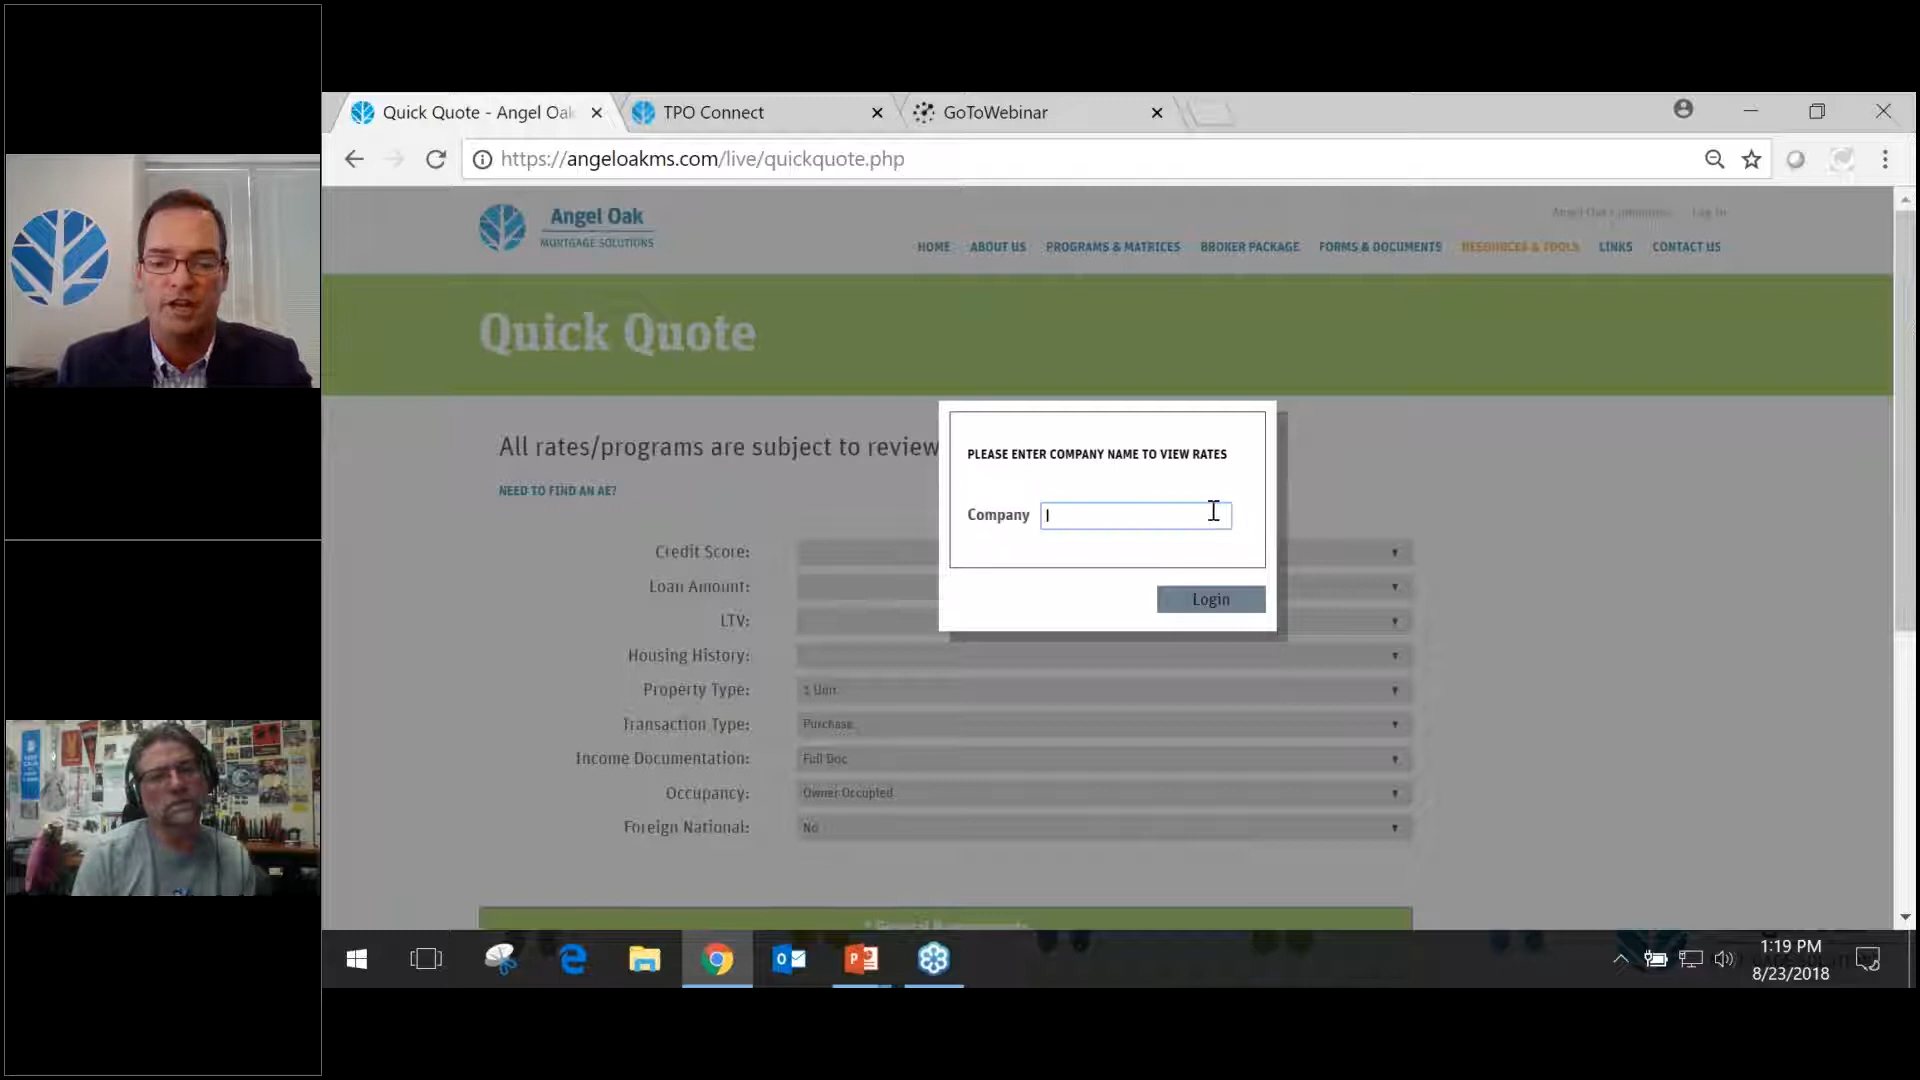 Quick Quote - Angel Oak
TPO Connect
GoToWebinar
https://angeloakms.com/live/quickquote.php
Angel Oak
MORTGAGE SOLUTIONS
Log In
HOME
ABOUT US
PROGRAMS & MATRICES
BROKER PACKAGE
FORMS & DOCUMENTS
RESOURCES & TOOLS
LINKS
CONTACT US
Quick Quote
All rates/programs are subject to review
NEED TO FIND AN AE?
PLEASE ENTER COMPANY NAME TO VIEW RATES
Company
Login
Credit Score:
Loan Amount:
LTV:
Housing History:
Property Type:
1 Unit
Transaction Type:
Purchase
Income Documentation:
Full Doc
Occupancy:
Owner Occupied
Foreign National:
No
1:19 PM
8/23/2018